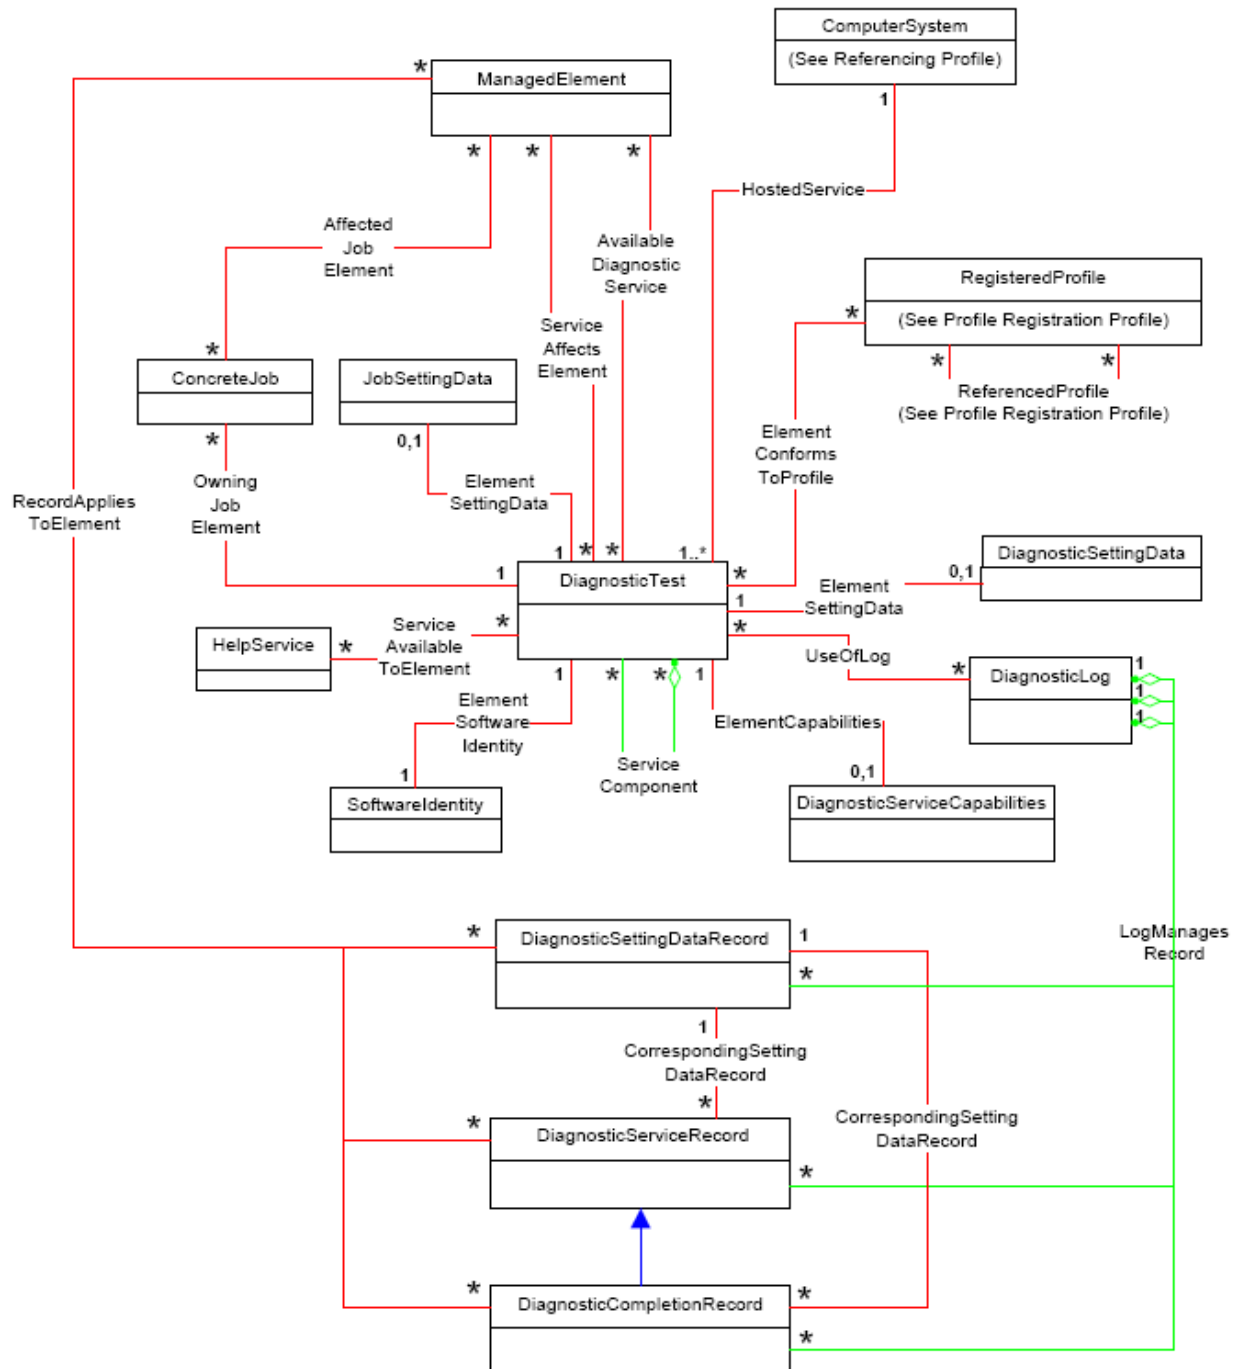 ComputerSystem
(See Referencing Profile)
1
*
ManagedElement
*
*
*
HostedService
Affected
Job
Element
Available
Diagnostic
Service
RegisteredProfile
(See Profile Registration Profile)
*
*
*
ReferencedProfile
(See Profile Registration Profile)
Service
Affects
Element
*
ConcreteJob
*
JobSettingData
0,1
Element
Conforms
ToProfile
RecordApplies
ToElement
Owning
Job
Element
Element
SettingData
1
*
*
1..*
1
DiagnosticTest
*
1
*
*
Element
SettingData
0,1
DiagnosticSettingData
HelpService
*
Service
Available
ToElement
UseOfLog
*
DiagnosticLog
1
1
1
1
*
*
1
Element
Software
Identity
1
SoftwareIdentity
Service
Component
ElementCapabilities
0,1
DiagnosticServiceCapabilities
*
DiagnosticSettingDataRecord
1
*
LogManages
Record
1
CorrespondingSetting
DataRecord
*
*
DiagnosticServiceRecord
*
CorrespondingSetting
DataRecord
*
DiagnosticCompletionRecord
*
*